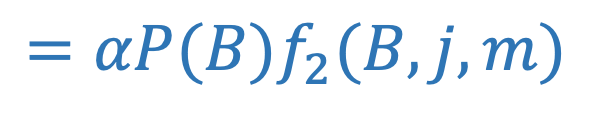 = αP(B)f₂(B, j, m)